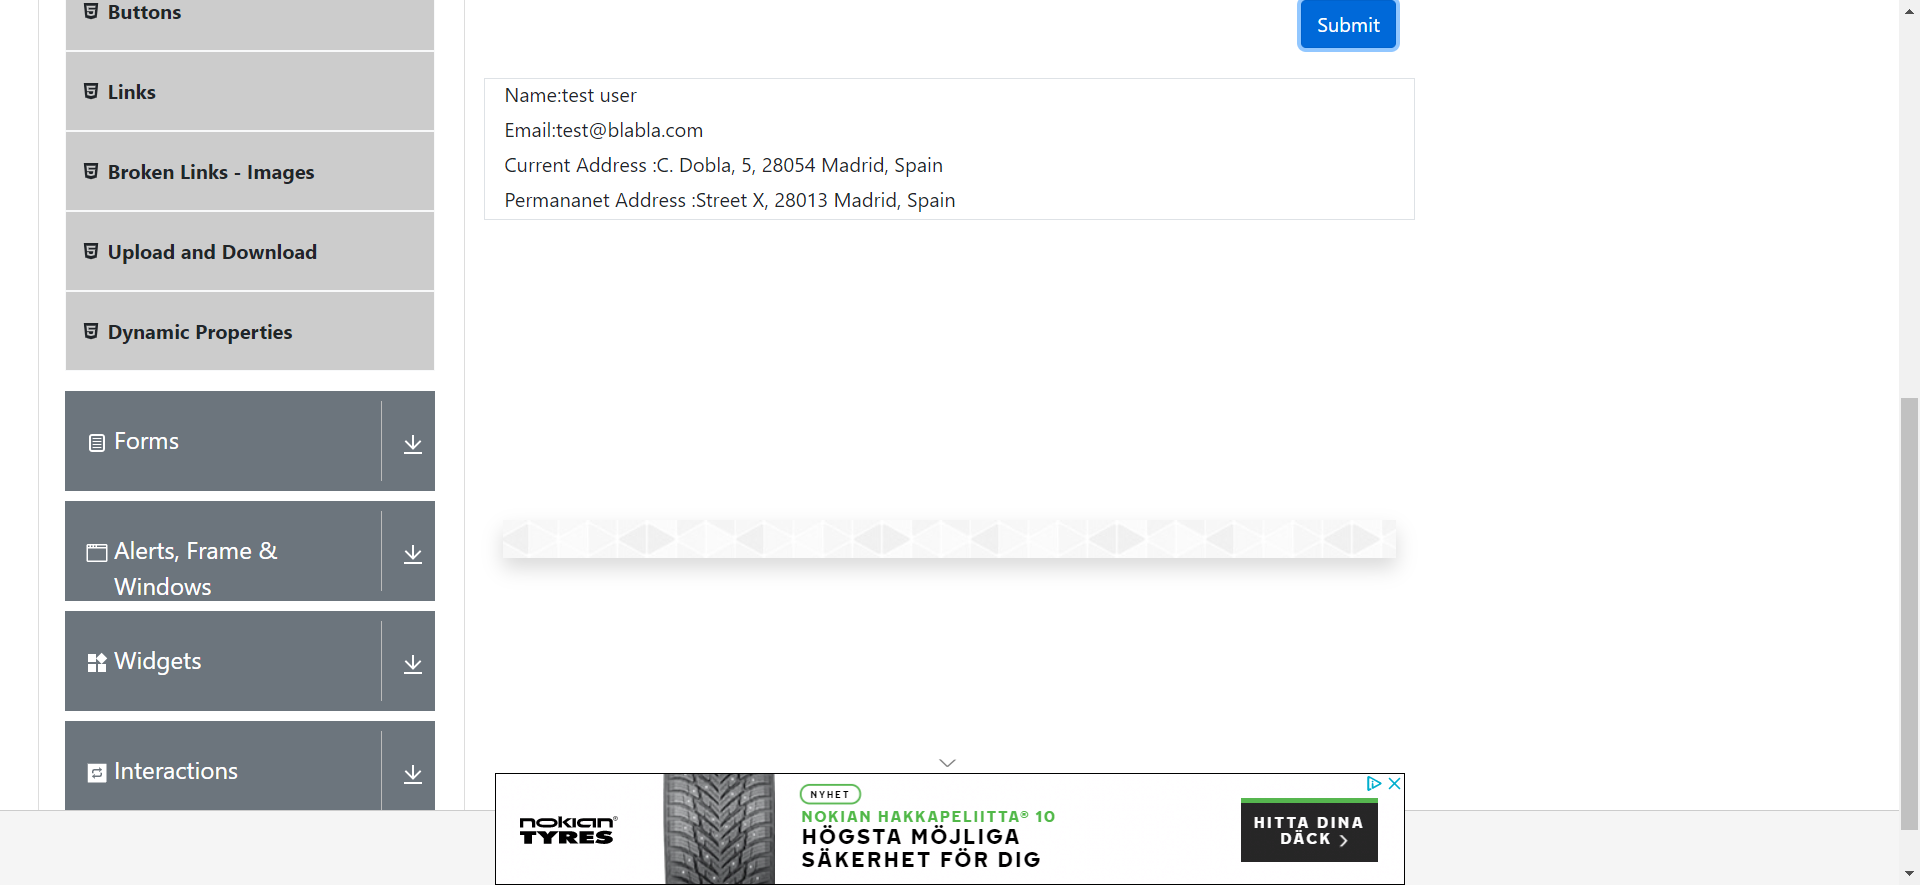 Buttons
Links
Broken Links - Images
Upload and Download
Dynamic Properties
Forms
Alerts, Frame &
Windows
Widgets
Interactions
Submit
Name:test user
Email:test@blabla.com
Current Address :C. Dobla, 5, 28054 Madrid, Spain
Permananet Address :Street X, 28013 Madrid, Spain
nokian®
TYRES
NYHET
NOKIAN HAKKAPELIITTA® 10
HÖGSTA MÖJLIGA
SÄKERHET FÖR DIG
HITTA DINA
DÄCK >